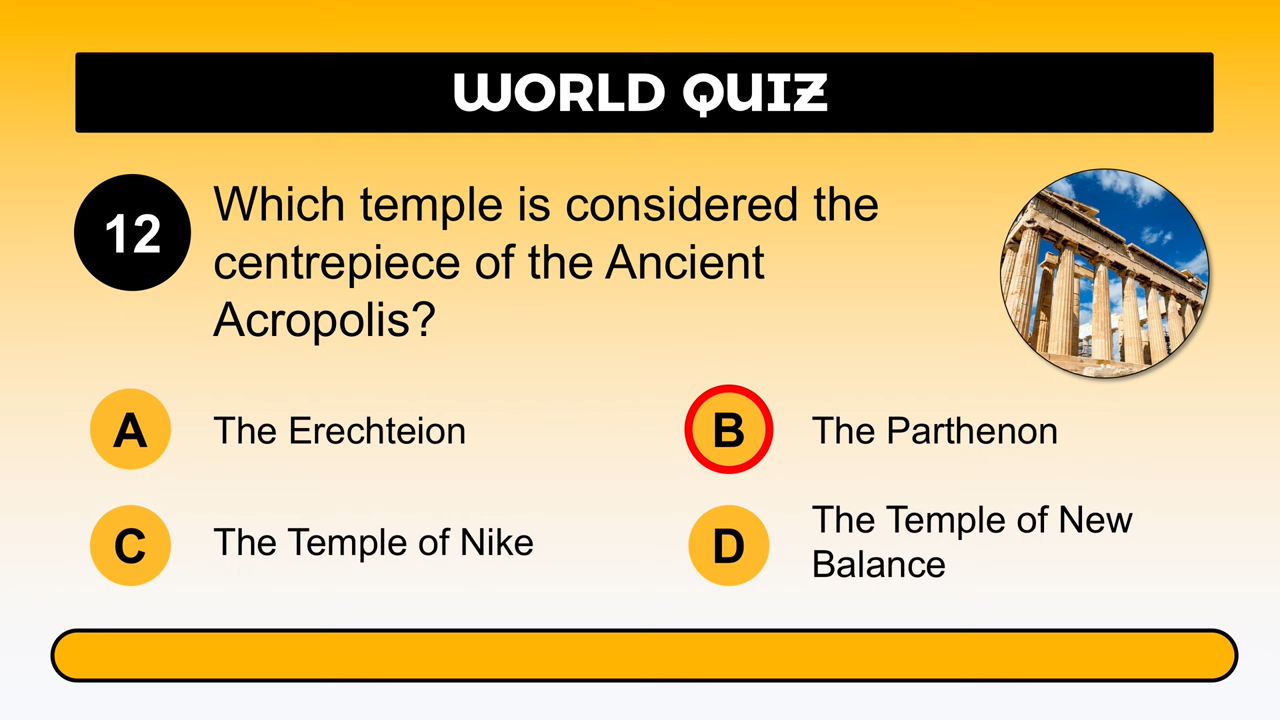 WORLD QUIZ
12
Which temple is considered the
centrepiece of the Ancient
Acropolis?
A
The Erechteion
B
The Parthenon
C
The Temple of Nike
D
The Temple of New
Balance